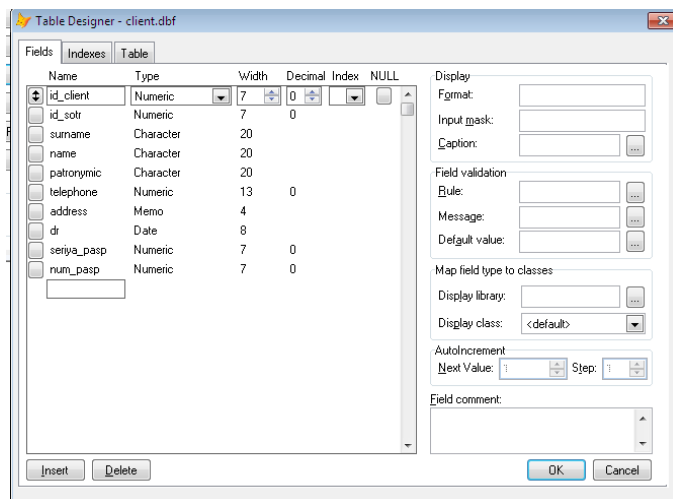 Table Designer - client.dbf
Fields Indexes Table
Name Type Width Decimal Index NULL
id_client Numeric 7 0
id_sotr Numeric 7 0
surname Character 20
name Character 20
patronymic Character 20
telephone Numeric 13 0
address Memo 4
dr Date 8
seriya_pasp Numeric 7 0
num_pasp Numeric 7 0
Display
Format:
Input mask:
Caption: ...
Field validation
Rule: ...
Message: ...
Default value: ...
Map field type to classes
Display library: ...
Display class: <default>
AutoIncrement
Next Value: 1 Step: 1
Field comment:
Insert Delete OK Cancel